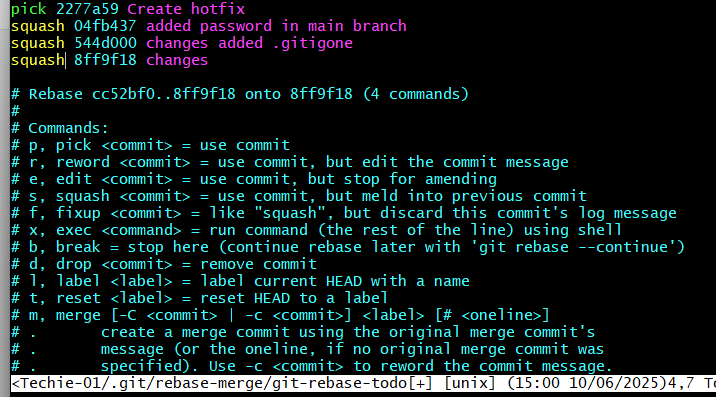 pick 2277a59 Create hotfix
squash 04fb437 added password in main branch
squash 544d000 changes added .gitigone
squash 8ff9f18 changes
# Rebase cc52bf0..8ff9f18 onto 8ff9f18 (4 commands)
#
# Commands:
# p, pick <commit> = use commit
# r, reword <commit> = use commit, but edit the commit message
# e, edit <commit> = use commit, but stop for amending
# s, squash <commit> = use commit, but meld into previous commit
# f, fixup <commit> = like "squash", but discard this commit's log message
# x, exec <command> = run command (the rest of the line) using shell
# b, break = stop here (continue rebase later with 'git rebase --continue')
# d, drop <commit> = remove commit
# l, label <label> = label current HEAD with a name
# t, reset <label> = reset HEAD to a label
# m, merge [-C <commit> | -c <commit>] <label> [# <oneline>]
# .       create a merge commit using the original merge commit's
# .       message (or the oneline, if no original merge commit was
# .       specified). Use -c <commit> to reword the commit message.
<Techie-01/.git/rebase-merge/git-rebase-todo[+] [unix] (15:00 10/06/2025)4,7 To